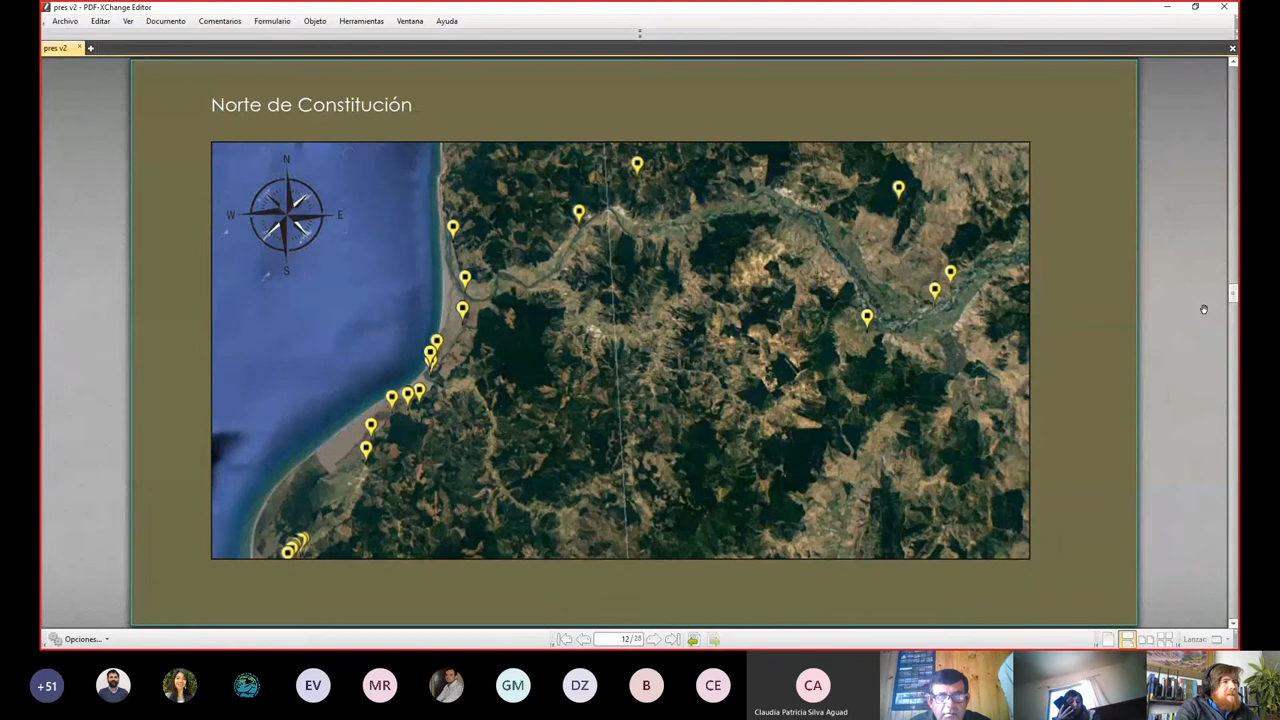 pres v2 - PDF-XChange Editor
Archivo Editar Ver Documento Comentarios Formulario Objeto Herramientas Ventana Ayuda
pres v2
Norte de Constitución
N
W E
S
Opciones...
12 / 28
Lanzar:
+51 EV MR GM DZ B CE CA
Claudia Patricia Silva Aguad